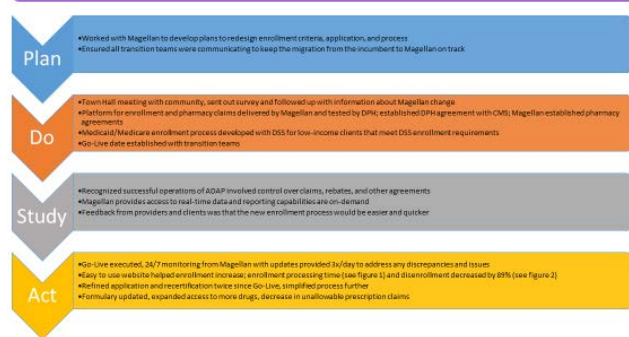 Plan
•Worked with Magellan to develop plans to redesign enrollment criteria, application, and process
•Ensured all transition teams were communicating to keep the migration from the incumbent to Magellan on track
Do
•Town Hall meeting with community, sent out survey and followed up with information about Magellan change
•Platform for enrollment and pharmacy claims delivered by Magellan and tested by DPH; established DPH agreement with CMS; Magellan established pharmacy
agreements
•Medicaid/Medicare enrollment process developed with DSS for low-income clients that meet DSS enrollment requirements
•Go-Live date established with transition teams
Study
•Recognized successful operations of ADAP involved control over claims, rebates, and other agreements
•Magellan provides access to real-time data and reporting capabilities are on-demand
•Feedback from providers and clients was that the new enrollment process would be easier and quicker
Act
•Go-Live executed, 24/7 monitoring from Magellan with updates provided 3x/day to address any discrepancies and issues
•Easy to use website helped enrollment increase; enrollment processing time (see figure 1) and disenrollment decreased by 89% (see figure 2)
•Refined application and recertification twice since Go-Live, simplified process further
•Formulary updated, expanded access to more drugs, decrease in unallowable prescription claims